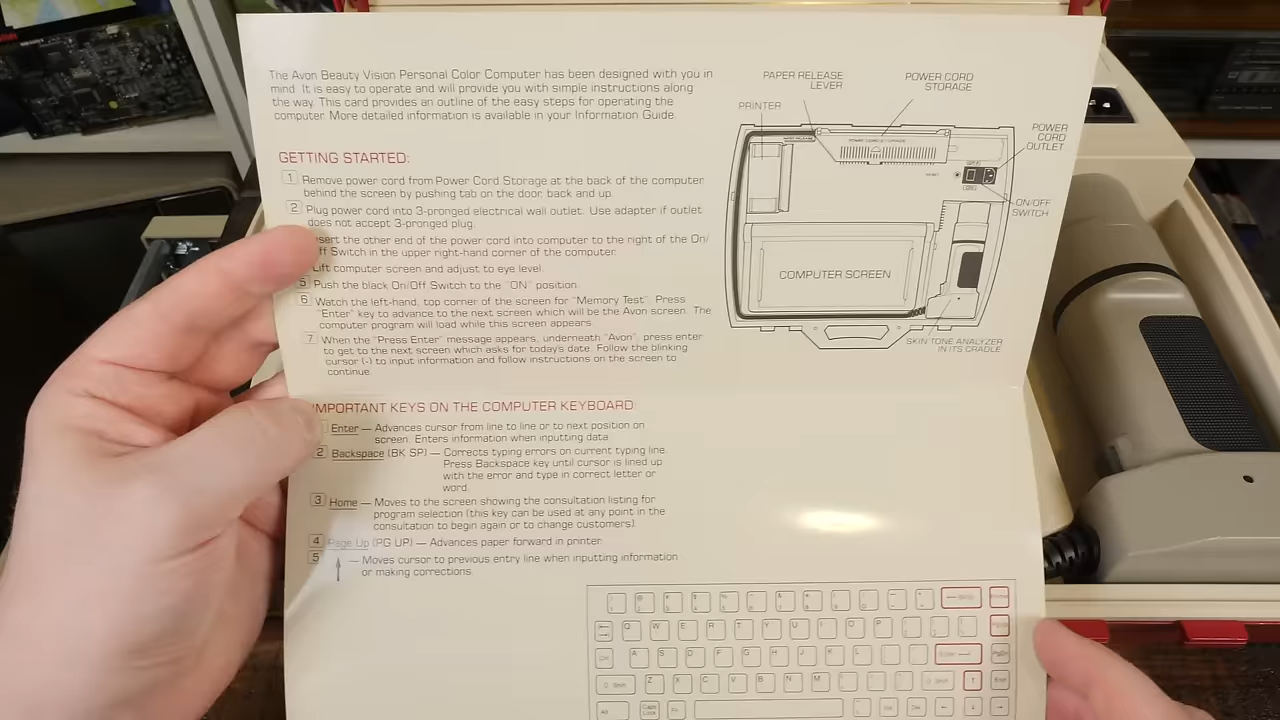 The Avon Beauty Vision Personal Color Computer has been designed with you in
mind. It is easy to operate and will provide you with simple instructions along
the way. This card provides an outline of the easy steps for operating the
computer. More detailed information is available in your Information Guide.
GETTING STARTED:
1 Remove power cord from Power Cord Storage at the back of the computer
behind the screen by pushing tab on the door, back and up.
2 Plug power cord into 3-pronged electrical wall outlet. Use adapter if outlet
does not accept 3-pronged plug.
sert the other end of the power cord into computer to the right of the On/
ff Switch in the upper right-hand corner of the computer.
Lift computer screen and adjust to eye level.
5 Push the black On/Off Switch to the "ON" position.
6 Watch the left-hand, top corner of the screen for "Memory Test". Press
"Enter" key to advance to the next screen which will be the Avon screen. The
computer program will load while this screen appears.
7 When the "Press Enter" message appears, underneath "Avon", press enter
to get to the next screen which asks for today's date. Follow the blinking
cursor (-) to input information and follow instructions on the screen to
continue.
PAPER RELEASE
LEVER
POWER CORD
STORAGE
PRINTER
POWER
CORD
OUTLET
ON/OFF
SWITCH
COMPUTER SCREEN
SKIN TONE ANALYZER
IN ITS CRADLE
IMPORTANT KEYS ON THE COMPUTER KEYBOARD
1 Enter — Advances cursor from line to line or to next position on
screen. Enters information when inputting data.
2 Backspace (BK SP) — Corrects typing errors on current typing line.
Press Backspace key until cursor is lined up
with the error and type in correct letter or
word.
3 Home — Moves to the screen showing the consultation listing for
program selection (this key can be used at any point in the
consultation to begin again or to change customers).
4 Page Up (PG UP) — Advances paper forward in printer.
5 ↑ — Moves cursor to previous entry line when inputting information
or making corrections.
Q W E R T Y U I O P
A S D F G H J K L
Shift Z X C V B N M Shift
Alt Caps Lock Fn